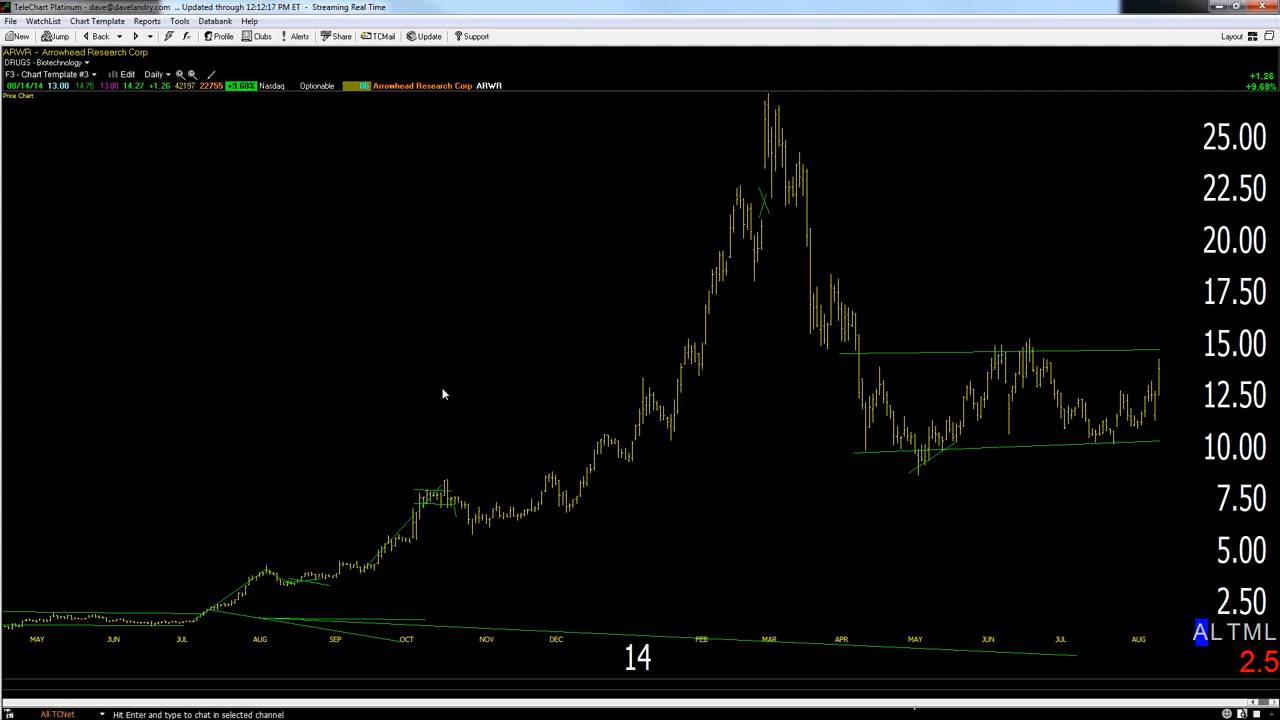 TeleChart Platinum - dave@davelandry.com ... Updated through 12:12:17 PM ET - Streaming Real Time
File WatchList Chart Template Reports Tools Databank Help
New Jump Back Profile Clubs Alerts Share TCMail Update Support Layout
ARWR - Arrowhead Research Corp
DRUGS - Biotechnology
F3 - Chart Template #3 Edit Daily
+1.26
08/14/14 13.00 14.75 13.00 14.27 +1.26 42197 22755 +9.68% Nasdaq Optionable 86 Arrowhead Research Corp ARWR +9.68%
Price Chart
25.00
22.50
20.00
17.50
15.00
12.50
10.00
7.50
5.00
2.50
MAY JUN JUL AUG SEP OCT NOV DEC FEB MAR APR MAY JUN JUL AUG
ALTML
14
2.5
All-TCNet Hit Enter and type to chat in selected channel